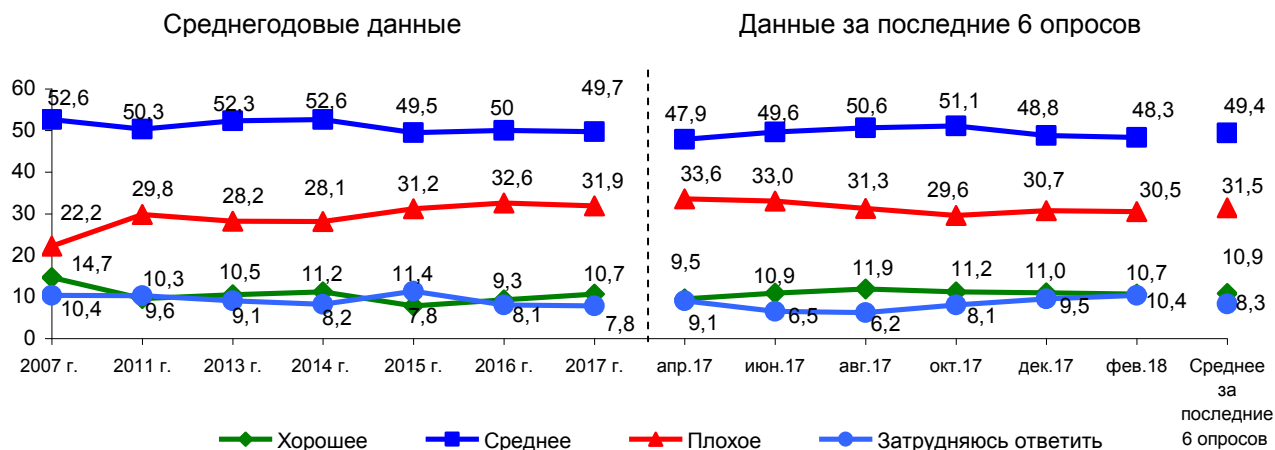 Среднегодовые данные
Данные за последние 6 опросов
60
50
40
30
20
10
0
52,6
50,3
52,3
52,6
49,5
50
49,7
22,2
29,8
28,2
28,1
31,2
32,6
31,9
14,7
10,3
10,5
11,2
11,4
9,3
10,7
10,4
9,6
9,1
8,2
7,8
8,1
7,8
47,9
49,6
50,6
51,1
48,8
48,3
49,4
33,6
33,0
31,3
29,6
30,7
30,5
31,5
9,5
10,9
11,9
11,2
11,0
10,7
10,9
9,1
6,5
6,2
8,1
9,5
10,4
8,3
2007 г.
2011 г.
2013 г.
2014 г.
2015 г.
2016 г.
2017 г.
апр.17
июн.17
авг.17
окт.17
дек.17
фев.18
Среднее
за
последние
6 опросов
Хорошее
Среднее
Плохое
Затрудняюсь ответить